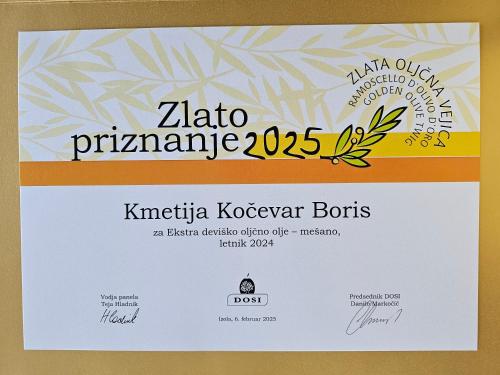 ZLATA OLJČNA VEJICA
RAMOSCELLO D'OLIVO D'ORO
GOLDEN OLIVE TWIG
Zlato
priznanje 2025
Kmetija Kočevar Boris
za Ekstra deviško oljčno olje – mešano,
letnik 2024
Vodja panela
Teja Hladnik
DOSI
Izola, 6. februar 2025
Predsednik DOSI
Danilo Markočič